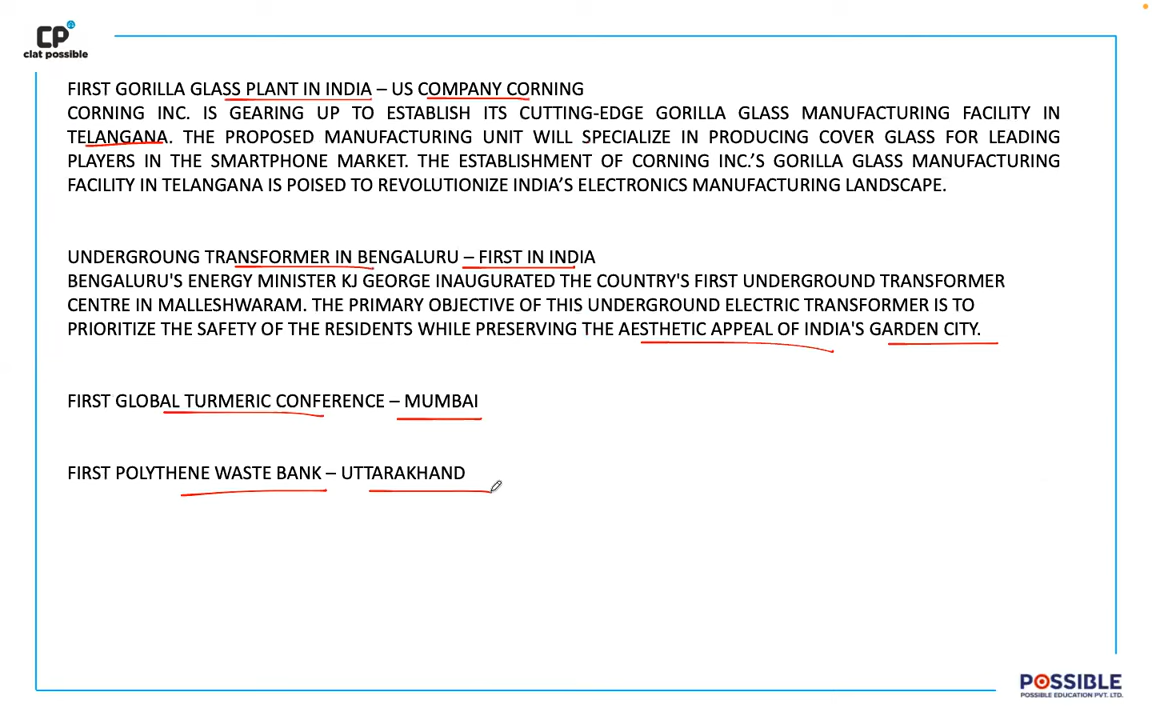 CP
clat possible
FIRST GORILLA GLASS PLANT IN INDIA – US COMPANY CORNING
CORNING INC. IS GEARING UP TO ESTABLISH ITS CUTTING-EDGE GORILLA GLASS MANUFACTURING FACILITY IN
TELANGANA. THE PROPOSED MANUFACTURING UNIT WILL SPECIALIZE IN PRODUCING COVER GLASS FOR LEADING
PLAYERS IN THE SMARTPHONE MARKET. THE ESTABLISHMENT OF CORNING INC.’S GORILLA GLASS MANUFACTURING
FACILITY IN TELANGANA IS POISED TO REVOLUTIONIZE INDIA’S ELECTRONICS MANUFACTURING LANDSCAPE.
UNDERGROUNG TRANSFORMER IN BENGALURU – FIRST IN INDIA
BENGALURU'S ENERGY MINISTER KJ GEORGE INAUGURATED THE COUNTRY'S FIRST UNDERGROUND TRANSFORMER
CENTRE IN MALLESHWARAM. THE PRIMARY OBJECTIVE OF THIS UNDERGROUND ELECTRIC TRANSFORMER IS TO
PRIORITIZE THE SAFETY OF THE RESIDENTS WHILE PRESERVING THE AESTHETIC APPEAL OF INDIA'S GARDEN CITY.
FIRST GLOBAL TURMERIC CONFERENCE – MUMBAI
FIRST POLYTHENE WASTE BANK – UTTARAKHAND
POSSIBLE
POSSIBLE EDUCATION PVT. LTD.